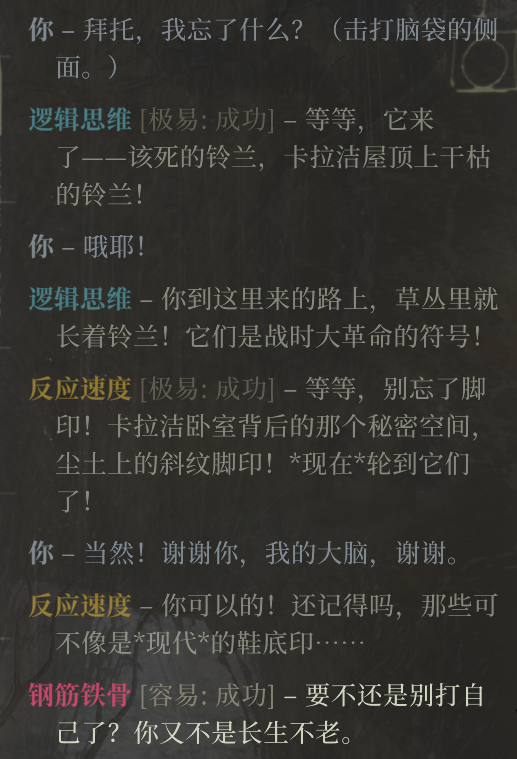 你 – 拜托，我忘了什么？（击打脑袋的侧
面。）
逻辑思维 [极易: 成功] – 等等，它来
了——该死的铃兰，卡拉洁屋顶上干枯
的铃兰！
你 – 哦耶！
逻辑思维 – 你到这里来的路上，草丛里就
长着铃兰！它们是战时大革命的符号！
反应速度 [极易: 成功] – 等等，别忘了脚
印！卡拉洁卧室背后的那个秘密空间，
尘土上的斜纹脚印！*现在*轮到它们
了！
你 – 当然！谢谢你，我的大脑，谢谢。
反应速度 – 你可以的！还记得吗，那些可
不像是*现代*的鞋底印……
钢筋铁骨 [容易: 成功] – 要不还是别打自
己了？你又不是长生不老。